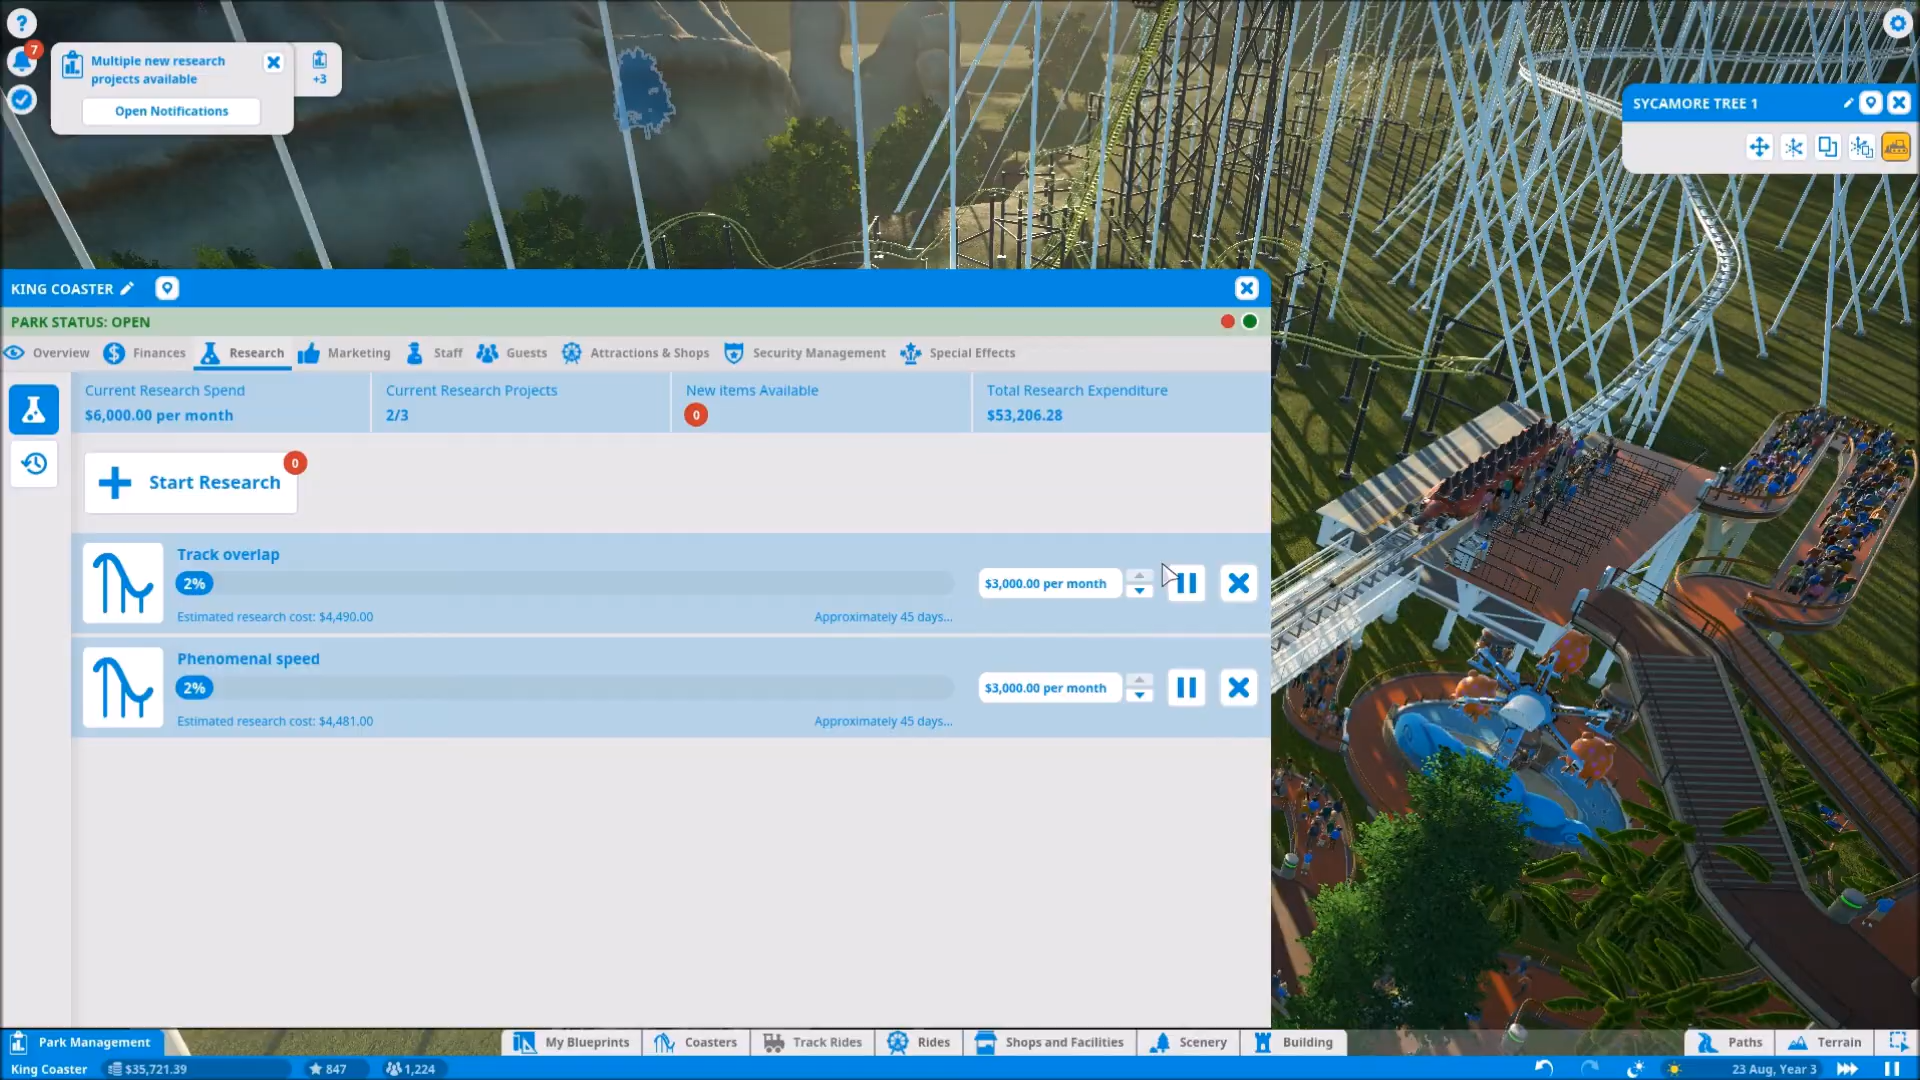 ?
7
Multiple new research
projects available
+3
Open Notifications
SYCAMORE TREE 1
KING COASTER
PARK STATUS: OPEN
Overview Finances Research Marketing Staff Guests Attractions & Shops Security Management Special Effects
Current Research Spend Current Research Projects New items Available Total Research Expenditure
$6,000.00 per month 2/3 0 $53,206.28
Start Research 0
Track overlap
2% $3,000.00 per month
Estimated research cost: $4,490.00 Approximately 45 days...
Phenomenal speed
2% $3,000.00 per month
Estimated research cost: $4,481.00 Approximately 45 days...
Park Management My Blueprints Coasters Track Rides Rides Shops and Facilities Scenery Building Paths Terrain
King Coaster $35,721.39 847 1,224 23 Aug, Year 3